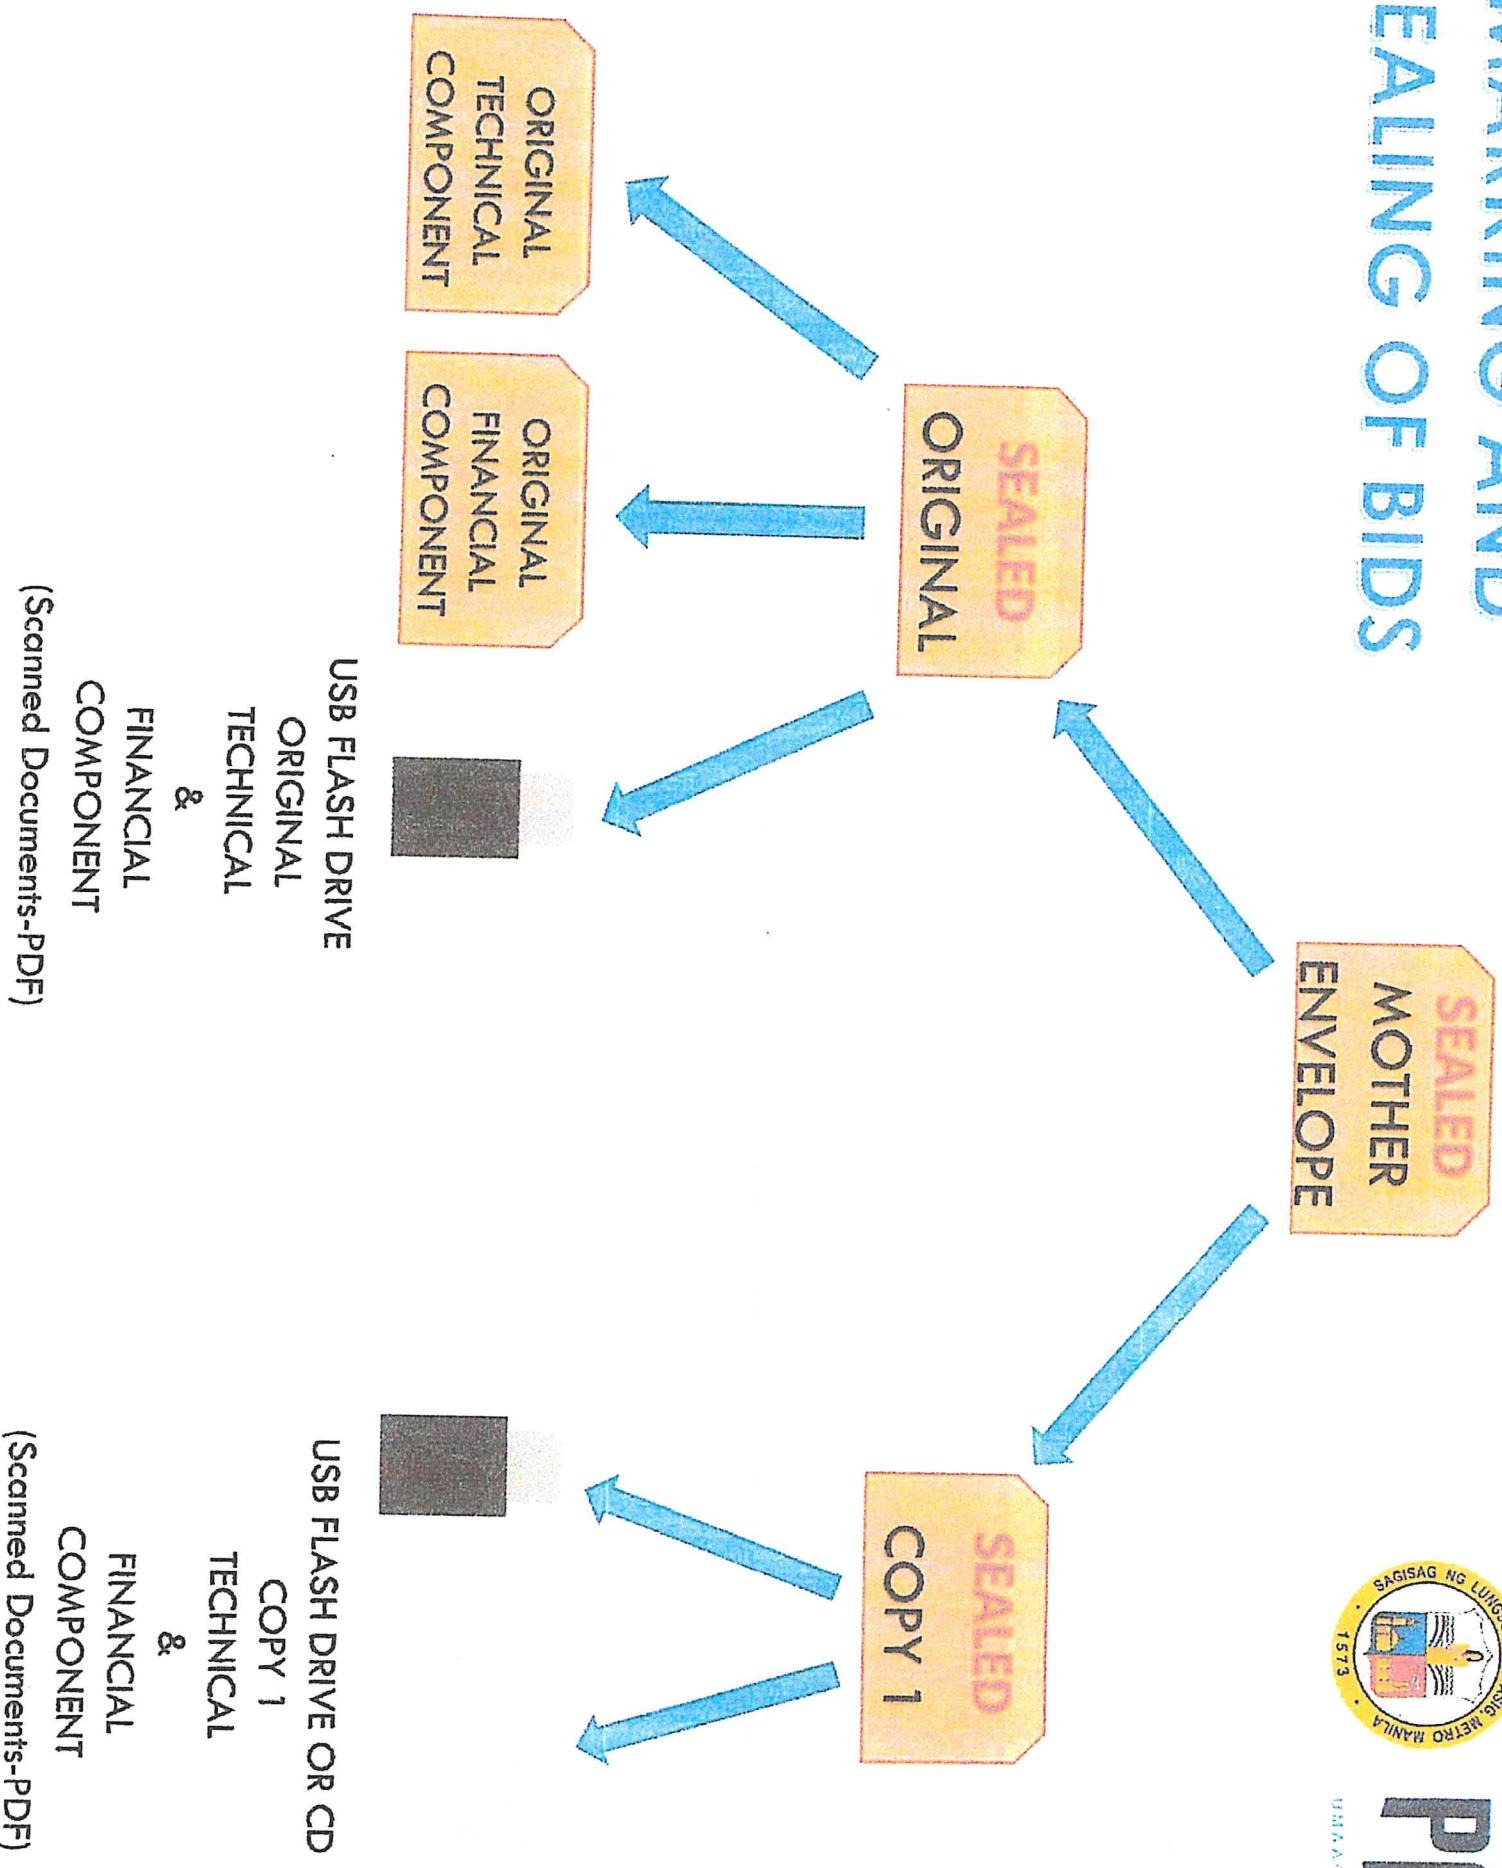 AND
EALING OF BIDS
SAGISAG NG
METRO MANILA
• 1573 •
SEALED
MOTHER
ENVELOPE
SEALED
ORIGINAL
SEALED
COPY 1
ORIGINAL
TECHNICAL
COMPONENT
ORIGINAL
FINANCIAL
COMPONENT
USB FLASH DRIVE
ORIGINAL
TECHNICAL
&
FINANCIAL
COMPONENT
(Scanned Documents-PDF)
USB FLASH DRIVE OR CD
COPY 1
TECHNICAL
&
FINANCIAL
COMPONENT
(Scanned Documents-PDF)